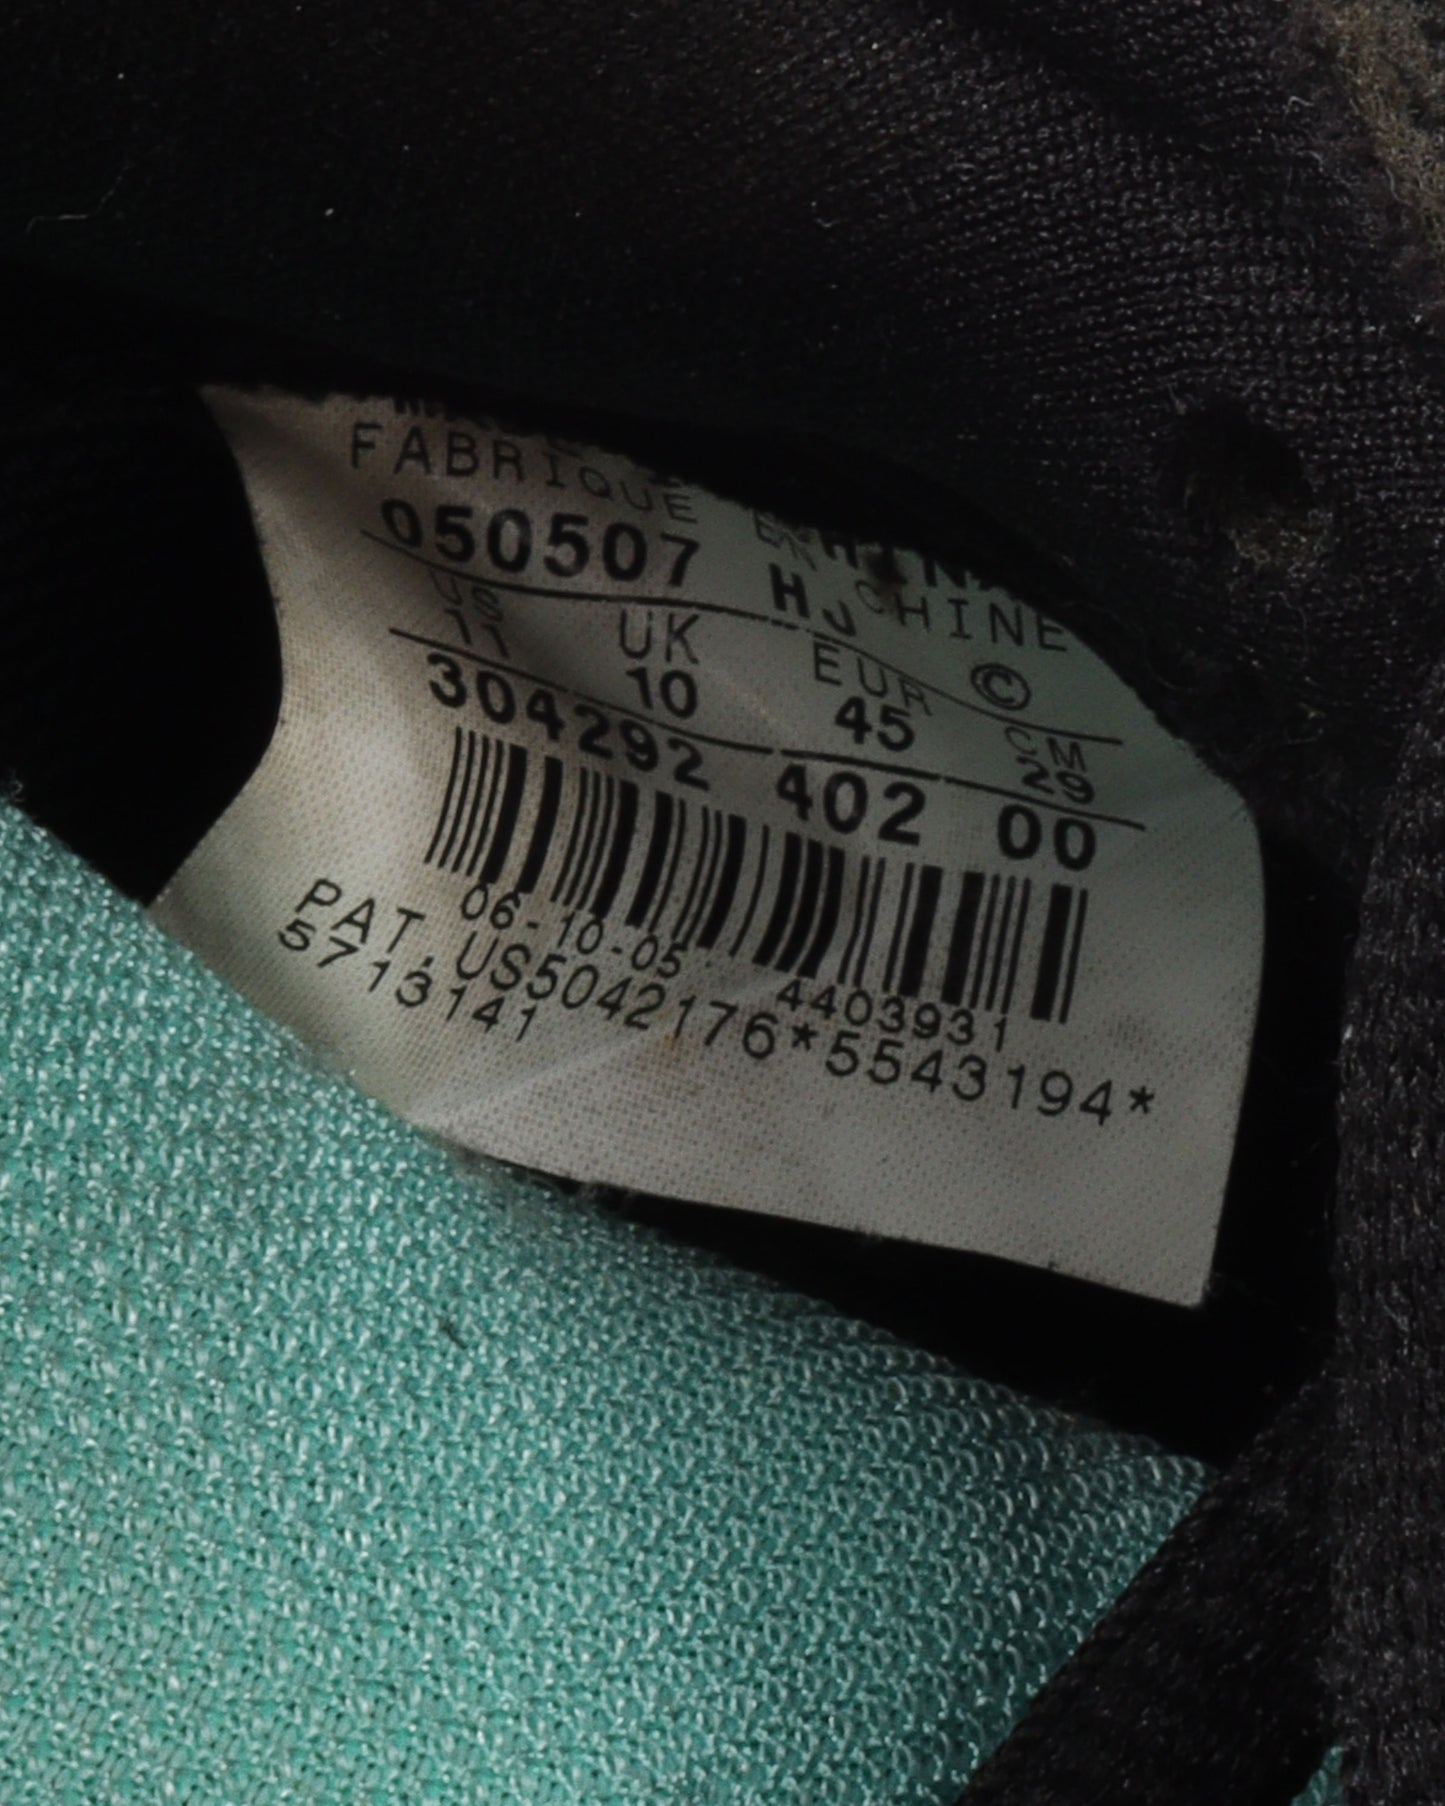 FABRIQUE EN CHINE
050507 HJ ©
US UK EUR CM
11 10 45 29
304292 402 00
06-10-05 4403931
PAT.US5042176*5543194*
5713141